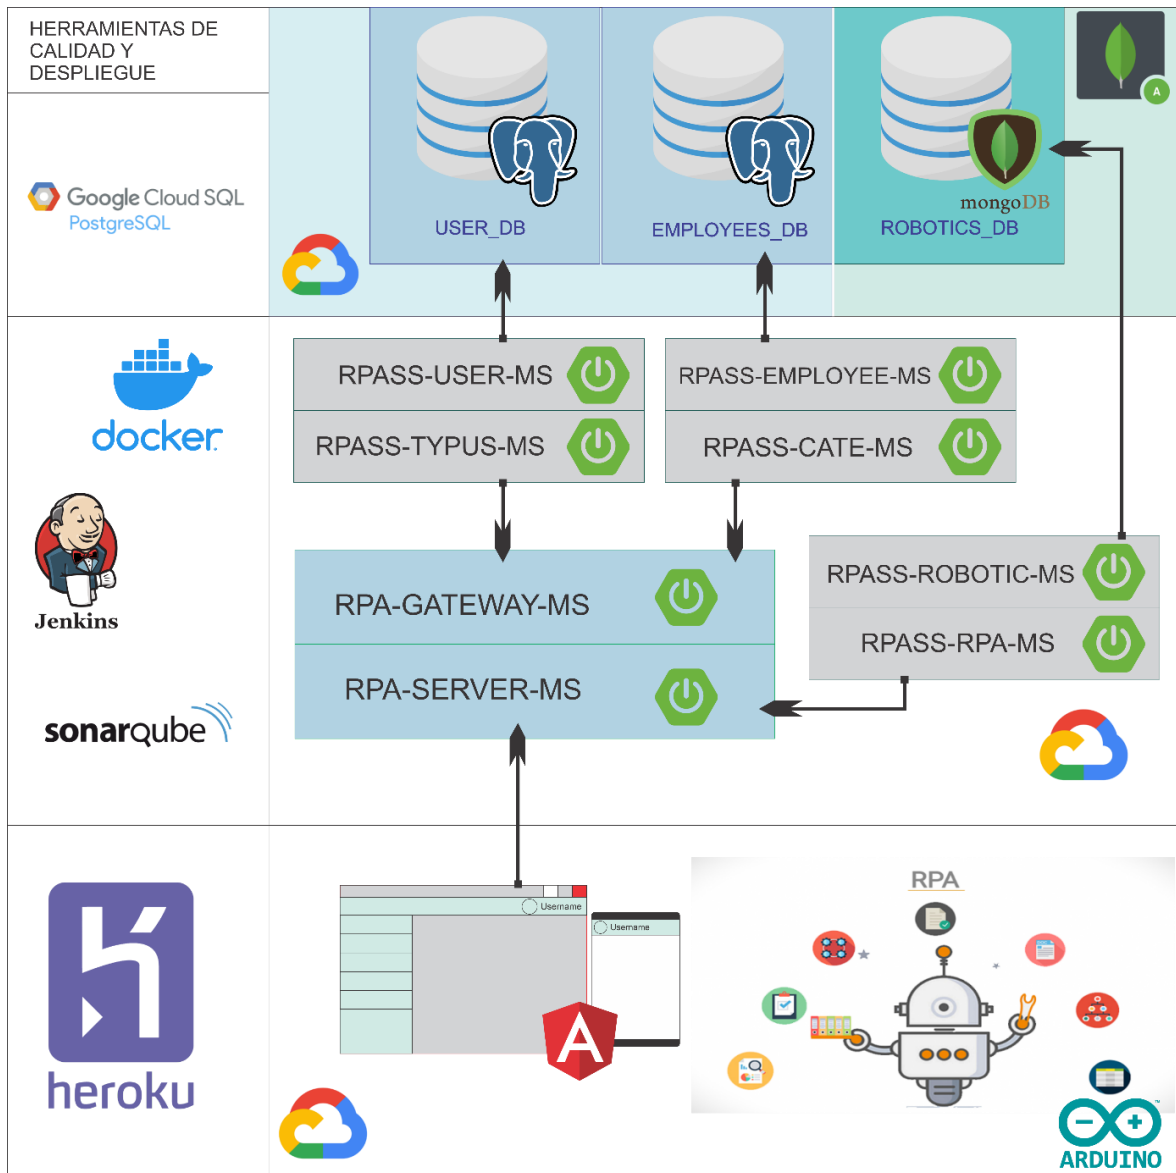 HERRAMIENTAS DE
CALIDAD Y
DESPLIEGUE
Google Cloud SQL
PostgreSQL
USER_DB
EMPLOYEES_DB
mongoDB
ROBOTICS_DB
A
docker
RPASS-USER-MS
RPASS-TYPUS-MS
RPASS-EMPLOYEE-MS
RPASS-CATE-MS
Jenkins
RPA-GATEWAY-MS
RPA-SERVER-MS
RPASS-ROBOTIC-MS
RPASS-RPA-MS
sonarqube
heroku
Username
Username
A
RPA
ARDUINO